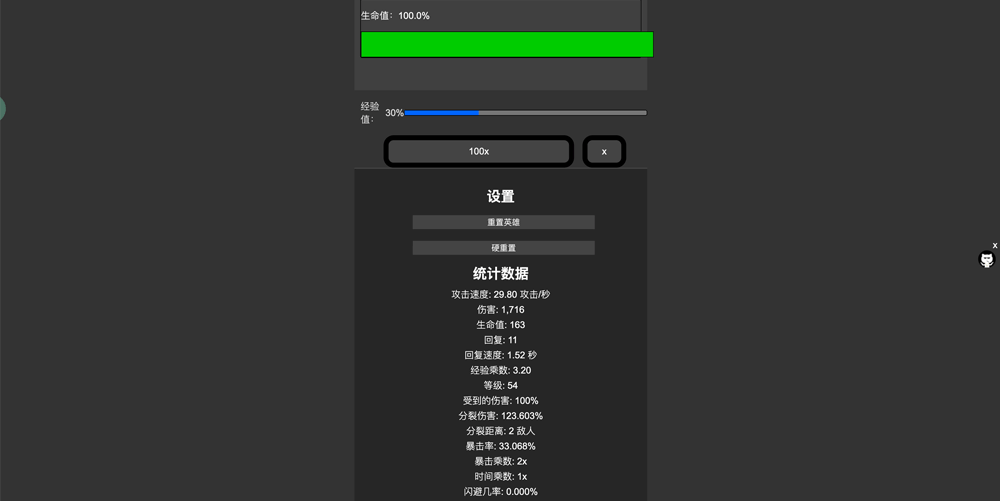 生命值：100.0%
经验
值：
30%
100x
x
设置
重置英雄
硬重置
统计数据
攻击速度: 29.80 攻击/秒
伤害: 1,716
生命值: 163
回复: 11
回复速度: 1.52 秒
经验乘数: 3.20
等级: 54
受到的伤害: 100%
分裂伤害: 123.603%
分裂距离: 2 敌人
暴击率: 33.068%
暴击乘数: 2x
时间乘数: 1x
闪避几率: 0.000%
x